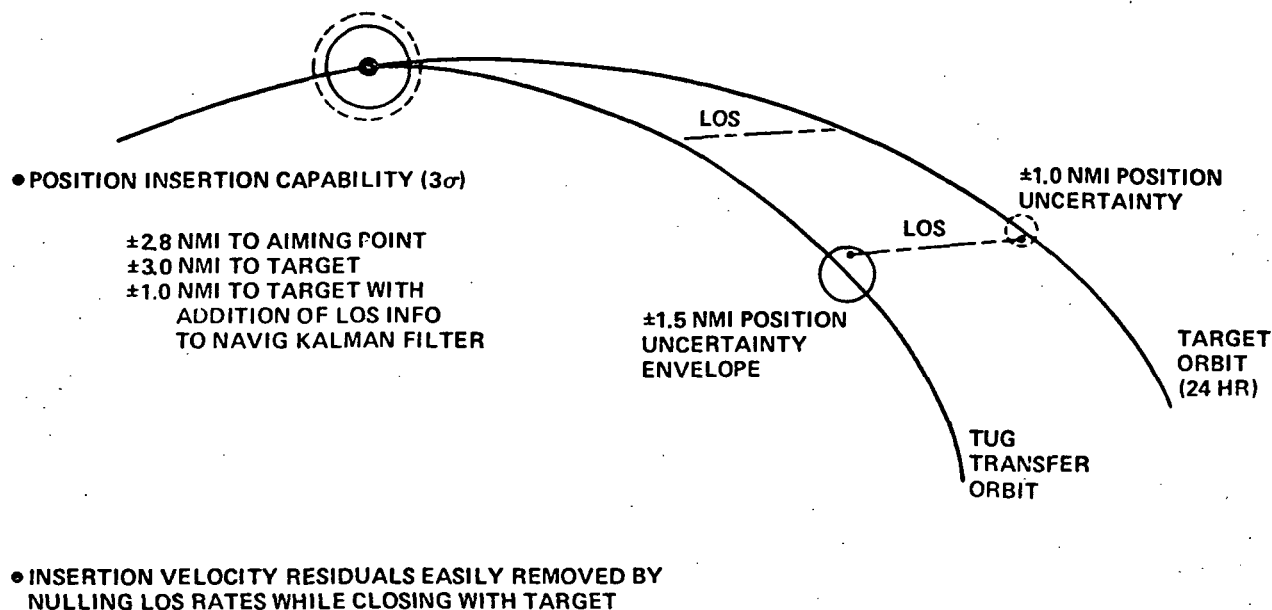 LOS
• POSITION INSERTION CAPABILITY (3σ)
±2.8 NMI TO AIMING POINT
±3.0 NMI TO TARGET
±1.0 NMI TO TARGET WITH
ADDITION OF LOS INFO
TO NAVIG KALMAN FILTER
±1.0 NMI POSITION
UNCERTAINTY
LOS
±1.5 NMI POSITION
UNCERTAINTY
ENVELOPE
TARGET
ORBIT
(24 HR)
TUG
TRANSFER
ORBIT
• INSERTION VELOCITY RESIDUALS EASILY REMOVED BY
NULLING LOS RATES WHILE CLOSING WITH TARGET